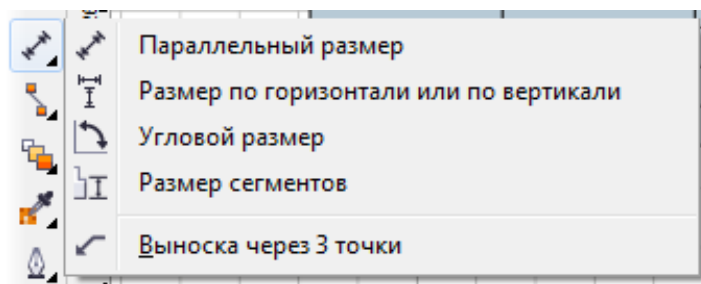 Параллельный размер
Размер по горизонтали или по вертикали
Угловой размер
Размер сегментов
Выноска через 3 точки